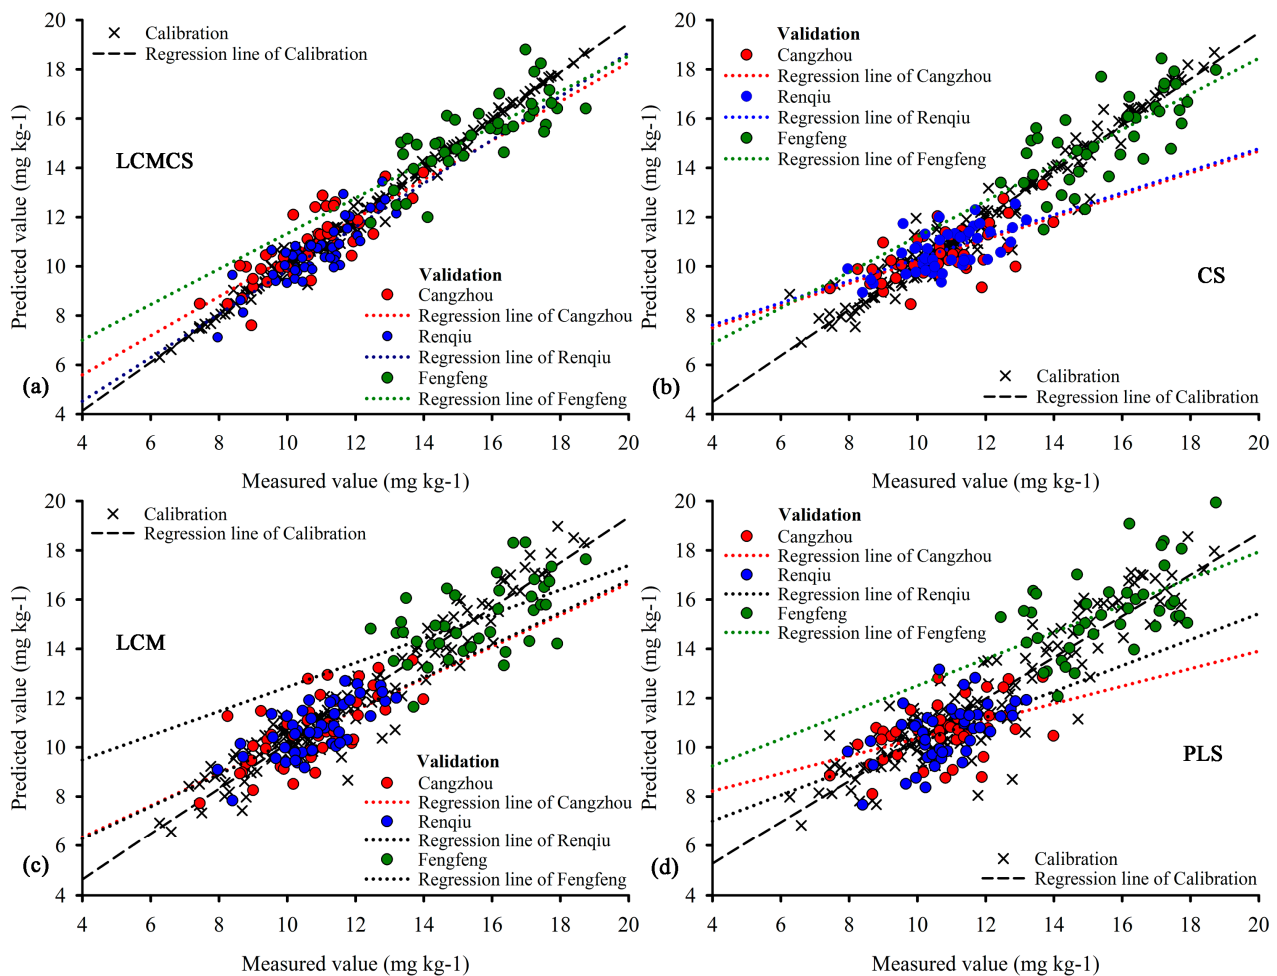 20
18
16
14
12
10
8
6
4
Predicted value (mg kg-1)
Calibration
Regression line of Calibration
LCMCS
Validation
Cangzhou
Regression line of Cangzhou
Renqiu
Regression line of Renqiu
Fengfeng
Regression line of Fengfeng
(a)
4 6 8 10 12 14 16 18 20
Measured value (mg kg-1)
20
18
16
14
12
10
8
6
4
Predicted value (mg kg-1)
Validation
Cangzhou
Regression line of Cangzhou
Renqiu
Regression line of Renqiu
Fengfeng
Regression line of Fengfeng
CS
Calibration
Regression line of Calibration
(b)
4 6 8 10 12 14 16 18 20
Measured value (mg kg-1)
20
18
16
14
12
10
8
6
4
Predicted value (mg kg-1)
Calibration
Regression line of Calibration
LCM
Validation
Cangzhou
Regression line of Cangzhou
Renqiu
Regression line of Renqiu
Fengfeng
Regression line of Fengfeng
(c)
4 6 8 10 12 14 16 18 20
Measured value (mg kg-1)
20
18
16
14
12
10
8
6
4
Predicted value (mg kg-1)
Validation
Cangzhou
Regression line of Cangzhou
Renqiu
Regression line of Renqiu
Fengfeng
Regression line of Fengfeng
PLS
Calibration
Regression line of Calibration
(d)
4 6 8 10 12 14 16 18 20
Measured value (mg kg-1)